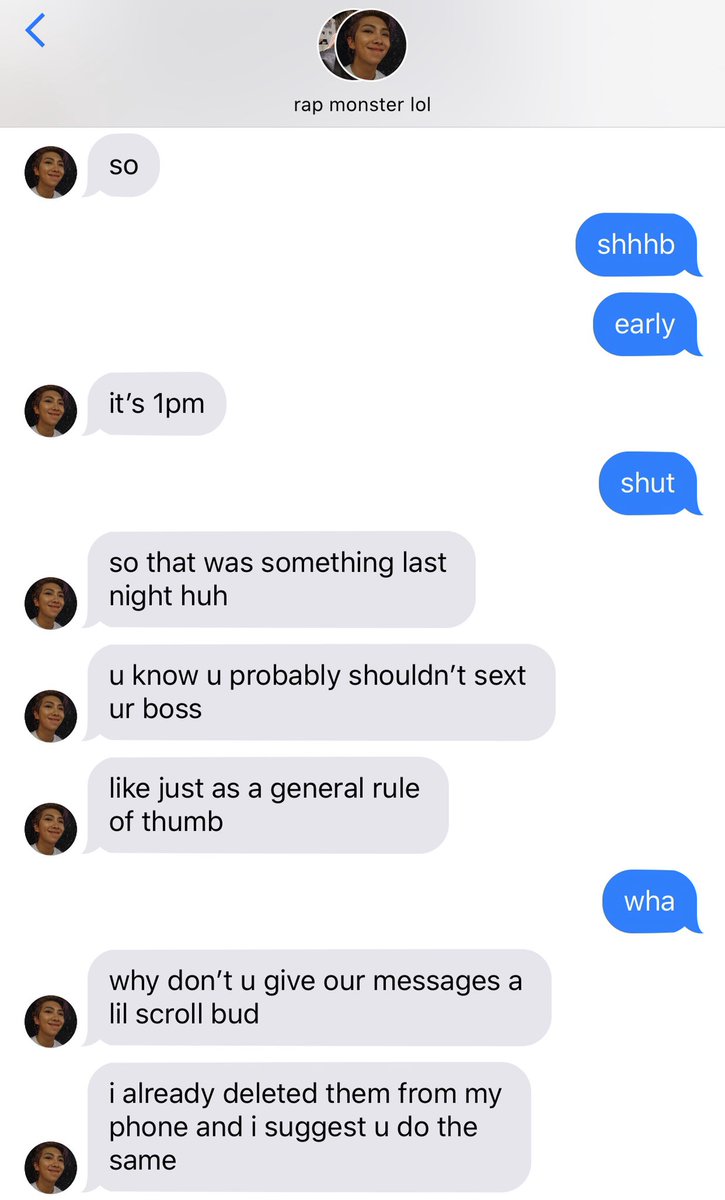 rap monster lol
so
shhhb
early
it’s 1pm
shut
so that was something last
night huh
u know u probably shouldn’t sext
ur boss
like just as a general rule
of thumb
wha
why don’t u give our messages a
lil scroll bud
i already deleted them from my
phone and i suggest u do the
same